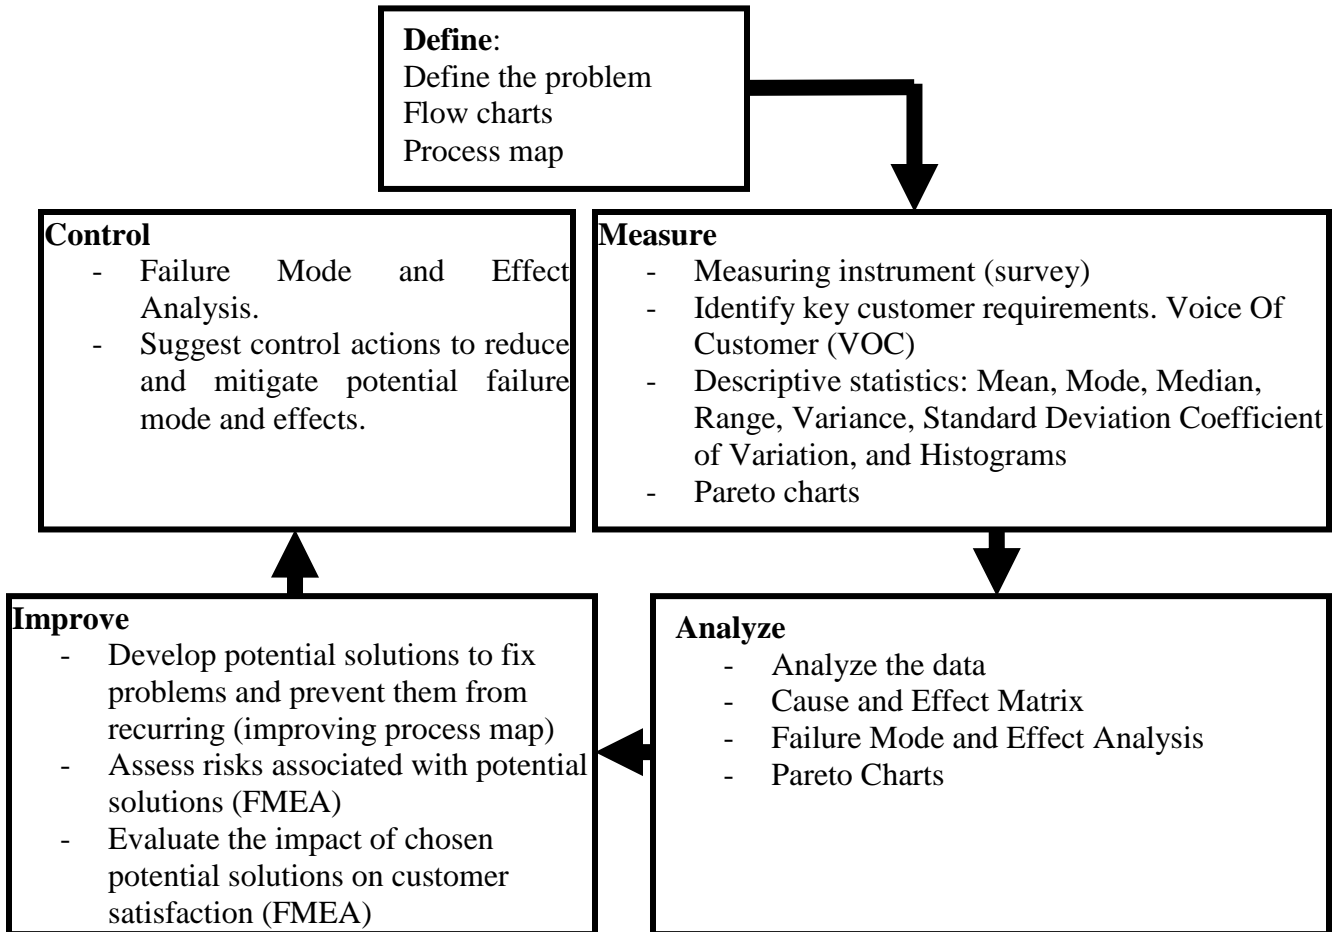 Define:
Define the problem
Flow charts
Process map
Measure
- Measuring instrument (survey)
- Identify key customer requirements. Voice Of
Customer (VOC)
- Descriptive statistics: Mean, Mode, Median,
Range, Variance, Standard Deviation Coefficient
of Variation, and Histograms
- Pareto charts
Analyze
- Analyze the data
- Cause and Effect Matrix
- Failure Mode and Effect Analysis
- Pareto Charts
Improve
- Develop potential solutions to fix
problems and prevent them from
recurring (improving process map)
- Assess risks associated with potential
solutions (FMEA)
- Evaluate the impact of chosen
potential solutions on customer
satisfaction (FMEA)
Control
- Failure Mode and Effect
Analysis.
- Suggest control actions to reduce
and mitigate potential failure
mode and effects.